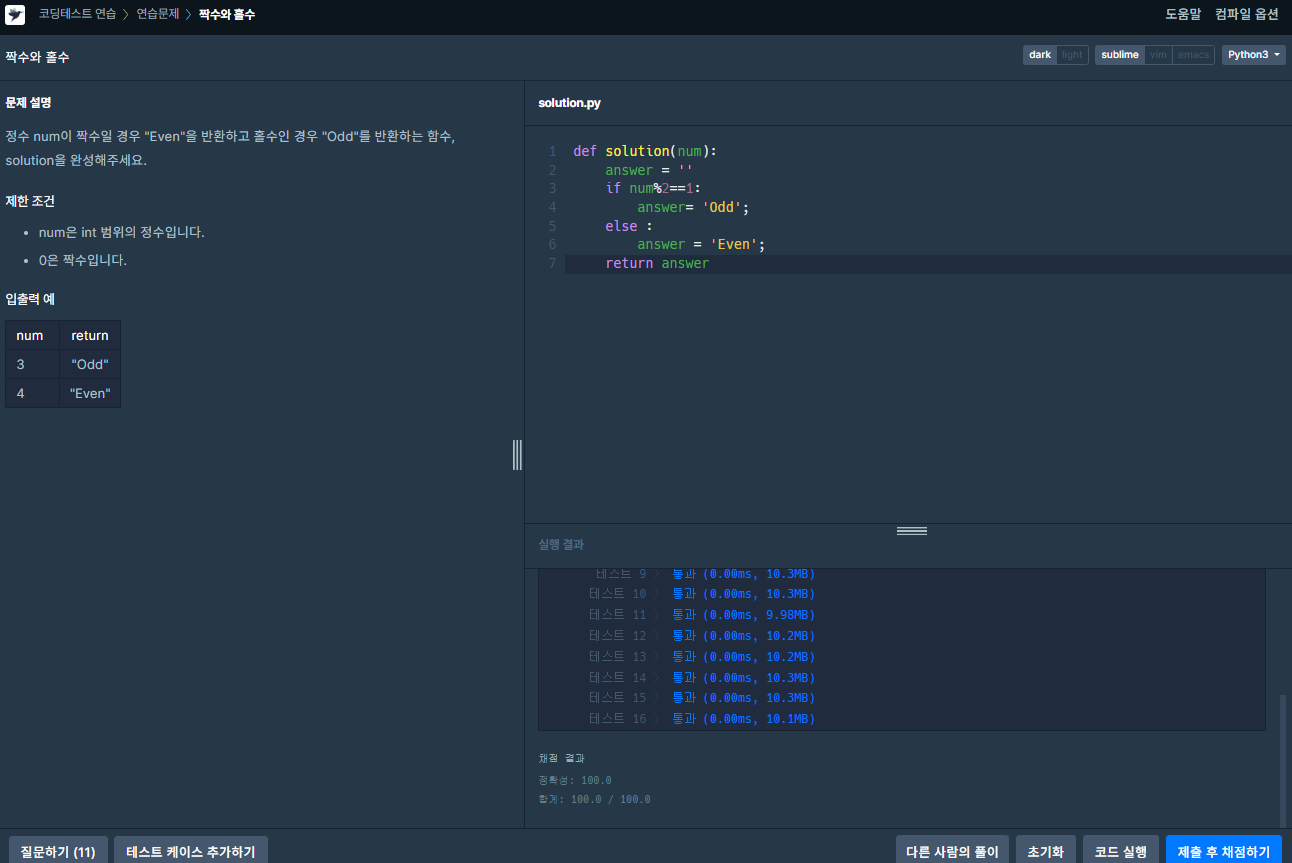 코딩테스트 연습 > 연습문제 > 짝수와 홀수
도움말 컴파일 옵션
짝수와 홀수
dark light sublime vim emacs Python3
문제 설명
정수 num이 짝수일 경우 "Even"을 반환하고 홀수인 경우 "Odd"를 반환하는 함수,
solution을 완성해주세요.
제한 조건
• num은 int 범위의 정수입니다.
• 0은 짝수입니다.
입출력 예
num return
3 "Odd"
4 "Even"
solution.py
1 def solution(num):
2 answer = ''
3 if num%2==1:
4 answer= 'Odd';
5 else :
6 answer = 'Even';
7 return answer
실행 결과
테스트 9 > 통과 (0.00ms, 10.3MB)
테스트 10 > 통과 (0.00ms, 10.3MB)
테스트 11 > 통과 (0.00ms, 9.98MB)
테스트 12 > 통과 (0.00ms, 10.2MB)
테스트 13 > 통과 (0.00ms, 10.2MB)
테스트 14 > 통과 (0.00ms, 10.3MB)
테스트 15 > 통과 (0.00ms, 10.3MB)
테스트 16 > 통과 (0.00ms, 10.1MB)
채점 결과
정확성: 100.0
합계: 100.0 / 100.0
질문하기 (11) 테스트 케이스 추가하기 다른 사람의 풀이 초기화 코드 실행 제출 후 채점하기